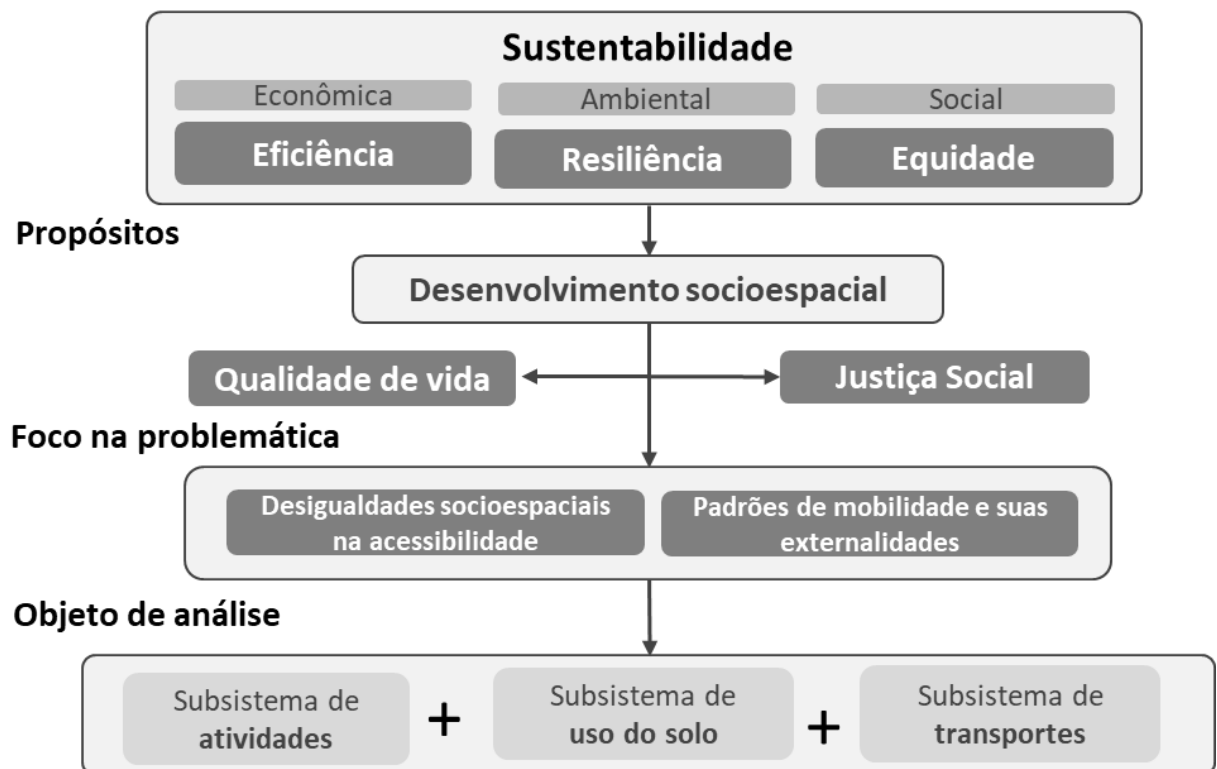 Sustentabilidade
Econômica
Ambiental
Social
Eficiência
Resiliência
Equidade
Propósitos
Desenvolvimento socioespacial
Qualidade de vida
Justiça Social
Foco na problemática
Desigualdades socioespaciais
na acessibilidade
Padrões de mobilidade e suas
externalidades
Objeto de análise
Subsistema de
atividades
+
Subsistema de
uso do solo
+
Subsistema de
transportes